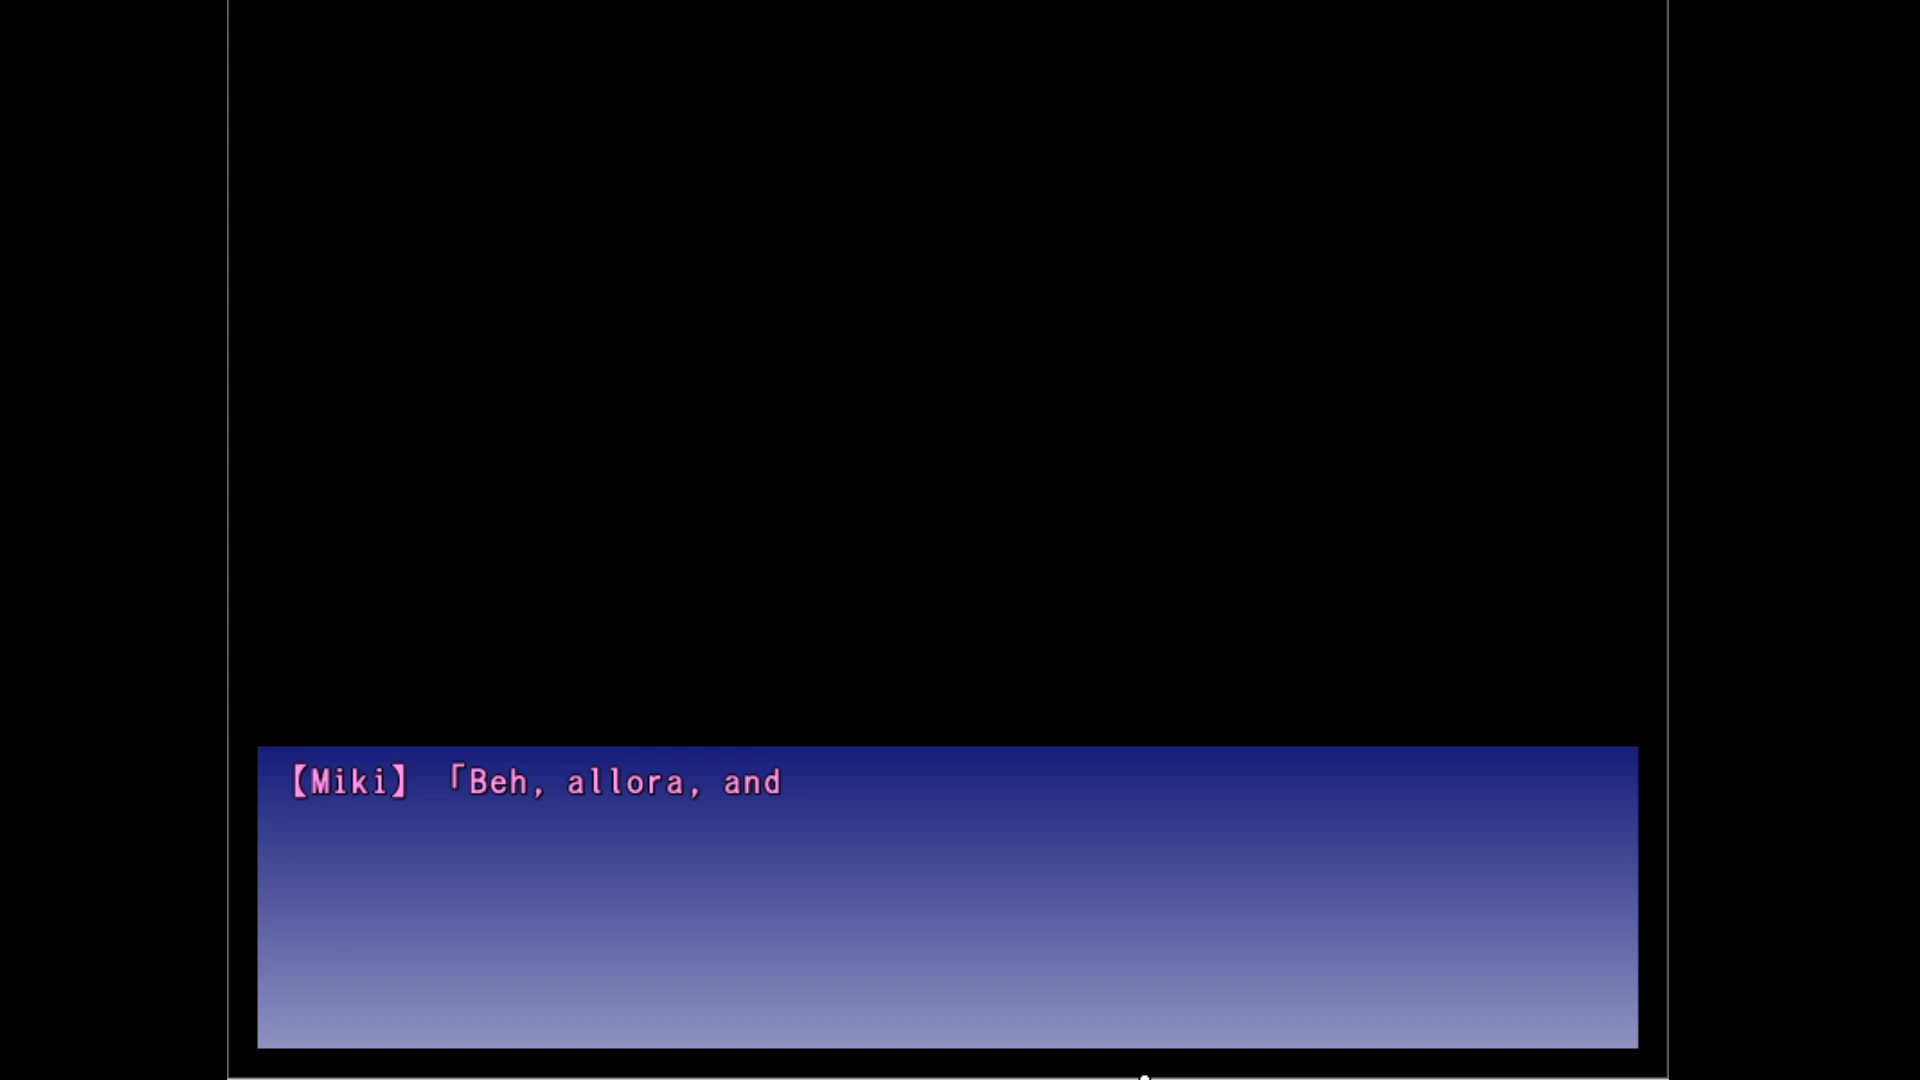 【Miki】 「Beh, allora, and